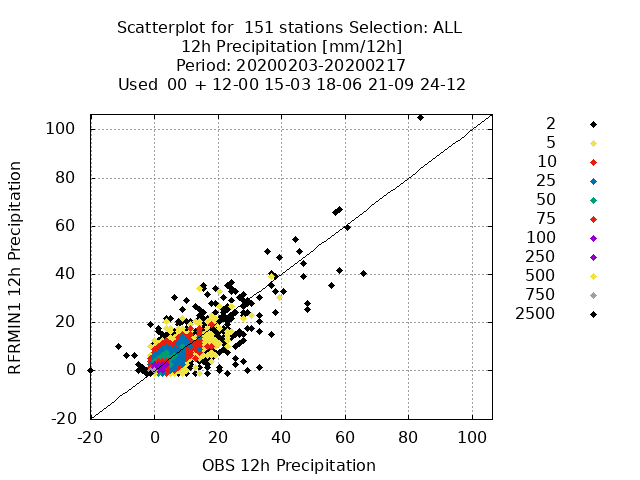 Scatterplot for  151 stations Selection: ALL
12h Precipitation [mm/12h]
Period: 20200203-20200217
Used  00 + 12-00 15-03 18-06 21-09 24-12
RFRMIN1 12h Precipitation
100
80
60
40
20
0
-20
-20 0 20 40 60 80 100
OBS 12h Precipitation
2
5
10
25
50
75
100
250
500
750
2500